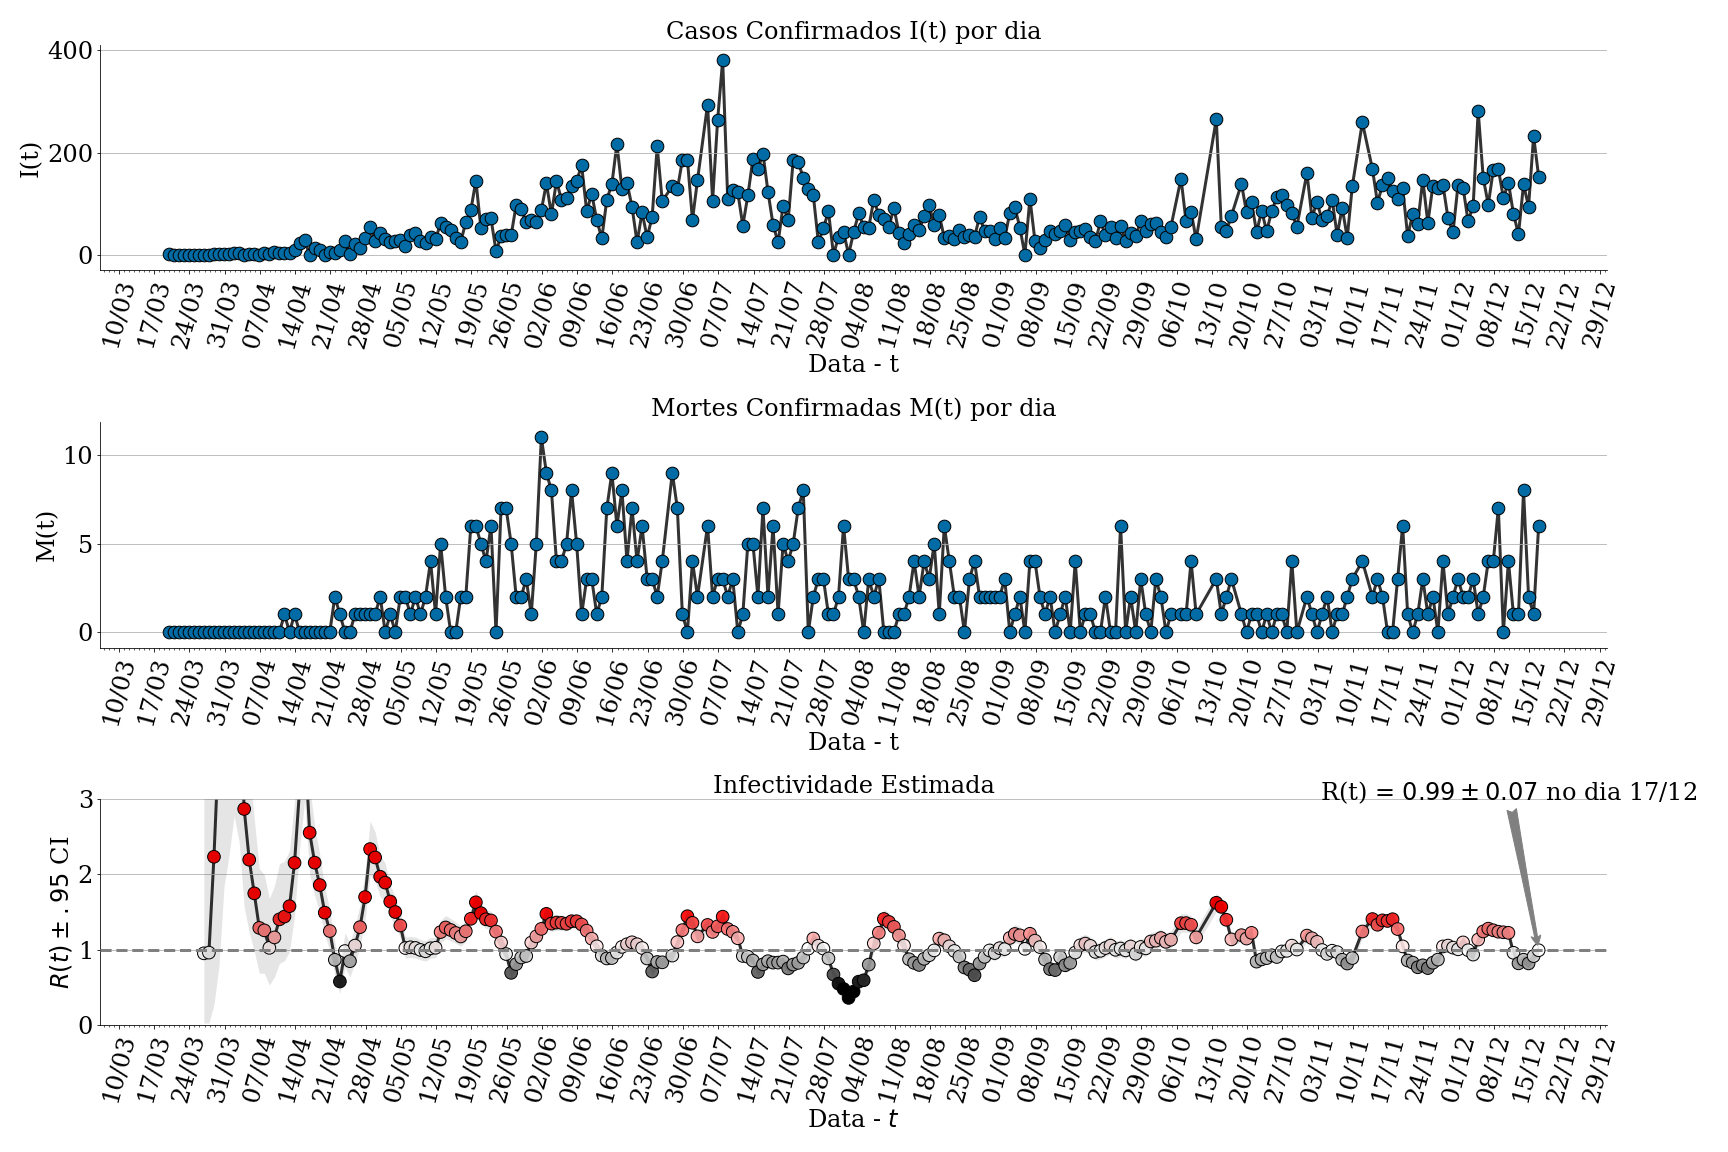 Casos Confirmados I(t) por dia
400
200
0
I(t)
10/03 17/03 24/03 31/03 07/04 14/04 21/04 28/04 05/05 12/05 19/05 26/05 02/06 09/06 16/06 23/06 30/06 07/07 14/07 21/07 28/07 04/08 11/08 18/08 25/08 01/09 08/09 15/09 22/09 29/09 06/10 13/10 20/10 27/10 03/11 10/11 17/11 24/11 01/12 08/12 15/12 22/12 29/12
Data - t
Mortes Confirmadas M(t) por dia
10
5
0
M(t)
10/03 17/03 24/03 31/03 07/04 14/04 21/04 28/04 05/05 12/05 19/05 26/05 02/06 09/06 16/06 23/06 30/06 07/07 14/07 21/07 28/07 04/08 11/08 18/08 25/08 01/09 08/09 15/09 22/09 29/09 06/10 13/10 20/10 27/10 03/11 10/11 17/11 24/11 01/12 08/12 15/12 22/12 29/12
Data - t
Infectividade Estimada
R(t) = 0.99 ± 0.07 no dia 17/12
3
2
1
0
R(t) ± .95 CI
10/03 17/03 24/03 31/03 07/04 14/04 21/04 28/04 05/05 12/05 19/05 26/05 02/06 09/06 16/06 23/06 30/06 07/07 14/07 21/07 28/07 04/08 11/08 18/08 25/08 01/09 08/09 15/09 22/09 29/09 06/10 13/10 20/10 27/10 03/11 10/11 17/11 24/11 01/12 08/12 15/12 22/12 29/12
Data - t